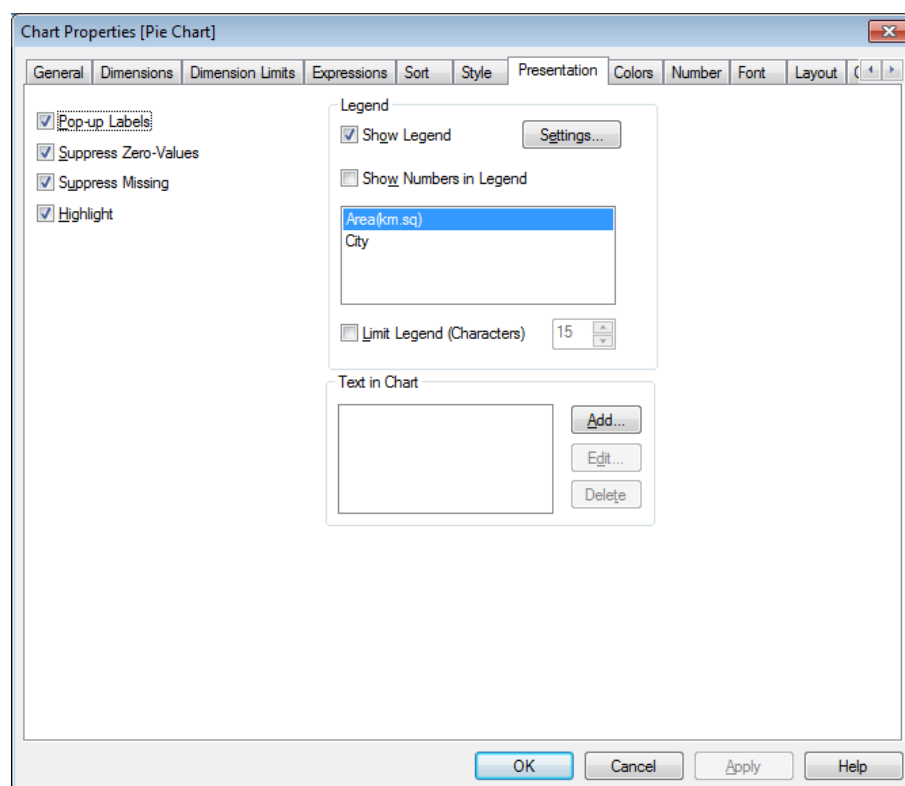 Chart Properties [Pie Chart]
General Dimensions Dimension Limits Expressions Sort Style Presentation Colors Number Font Layout
Pop-up Labels
Suppress Zero-Values
Suppress Missing
Highlight
Legend
Show Legend Settings...
Show Numbers in Legend
Area(km.sq)
City
Limit Legend (Characters) 15
Text in Chart
Add...
Edit...
Delete
OK Cancel Apply Help